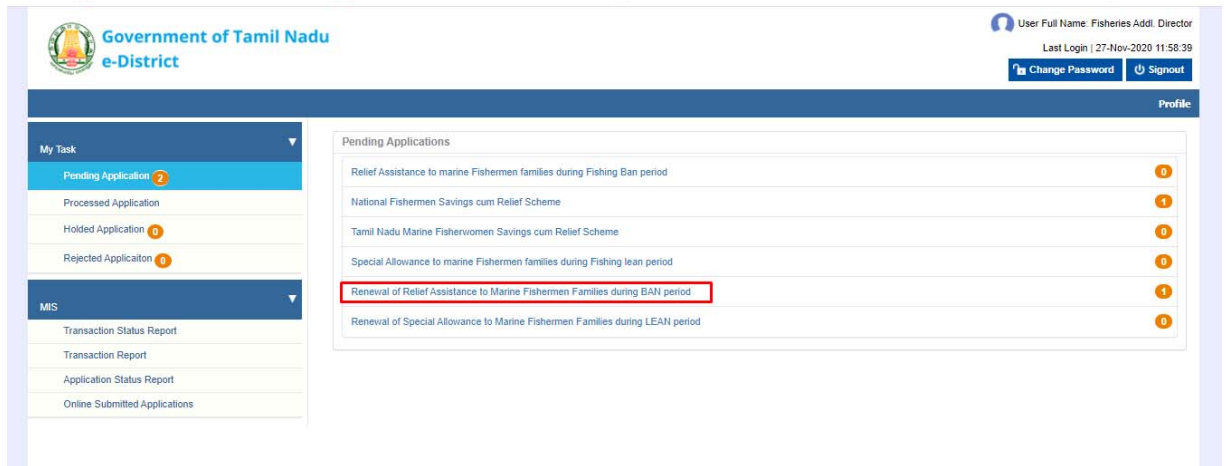 Government of Tamil Nadu
e-District
User Full Name: Fisheries Addl. Director
Last Login | 27-Nov-2020 11:58:39
Change Password
Signout
Profile
My Task
Pending Application 2
Processed Application
Holded Application 0
Rejected Applicaiton 0
MIS
Transaction Status Report
Transaction Report
Application Status Report
Online Submitted Applications
Pending Applications
Relief Assistance to marine Fishermen families during Fishing Ban period 0
National Fishermen Savings cum Relief Scheme 1
Tamil Nadu Marine Fisherwomen Savings cum Relief Scheme 0
Special Allowance to marine Fishermen families during Fishing lean period 0
Renewal of Relief Assistance to Marine Fishermen Families during BAN period 1
Renewal of Special Allowance to Marine Fishermen Families during LEAN period 0